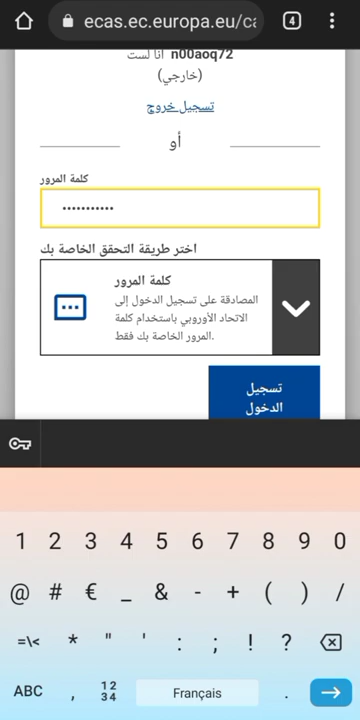 ecas.ec.europa.eu/ca
4
n00aoq72 انا لست
(خارجي)
تسجيل خروج
أو
كلمة المرور
•••••••••••
اختر طريقة التحقق الخاصة بك
كلمة المرور
المصادقة على تسجيل الدخول إلى
الاتحاد الأوروبي باستخدام كلمة
المرور الخاصة بك فقط.
تسجيل
الدخول
1 2 3 4 5 6 7 8 9 0
@ # € _ & - + ( ) /
=\< * " ' : ; ! ?
ABC , 12 34 Français .